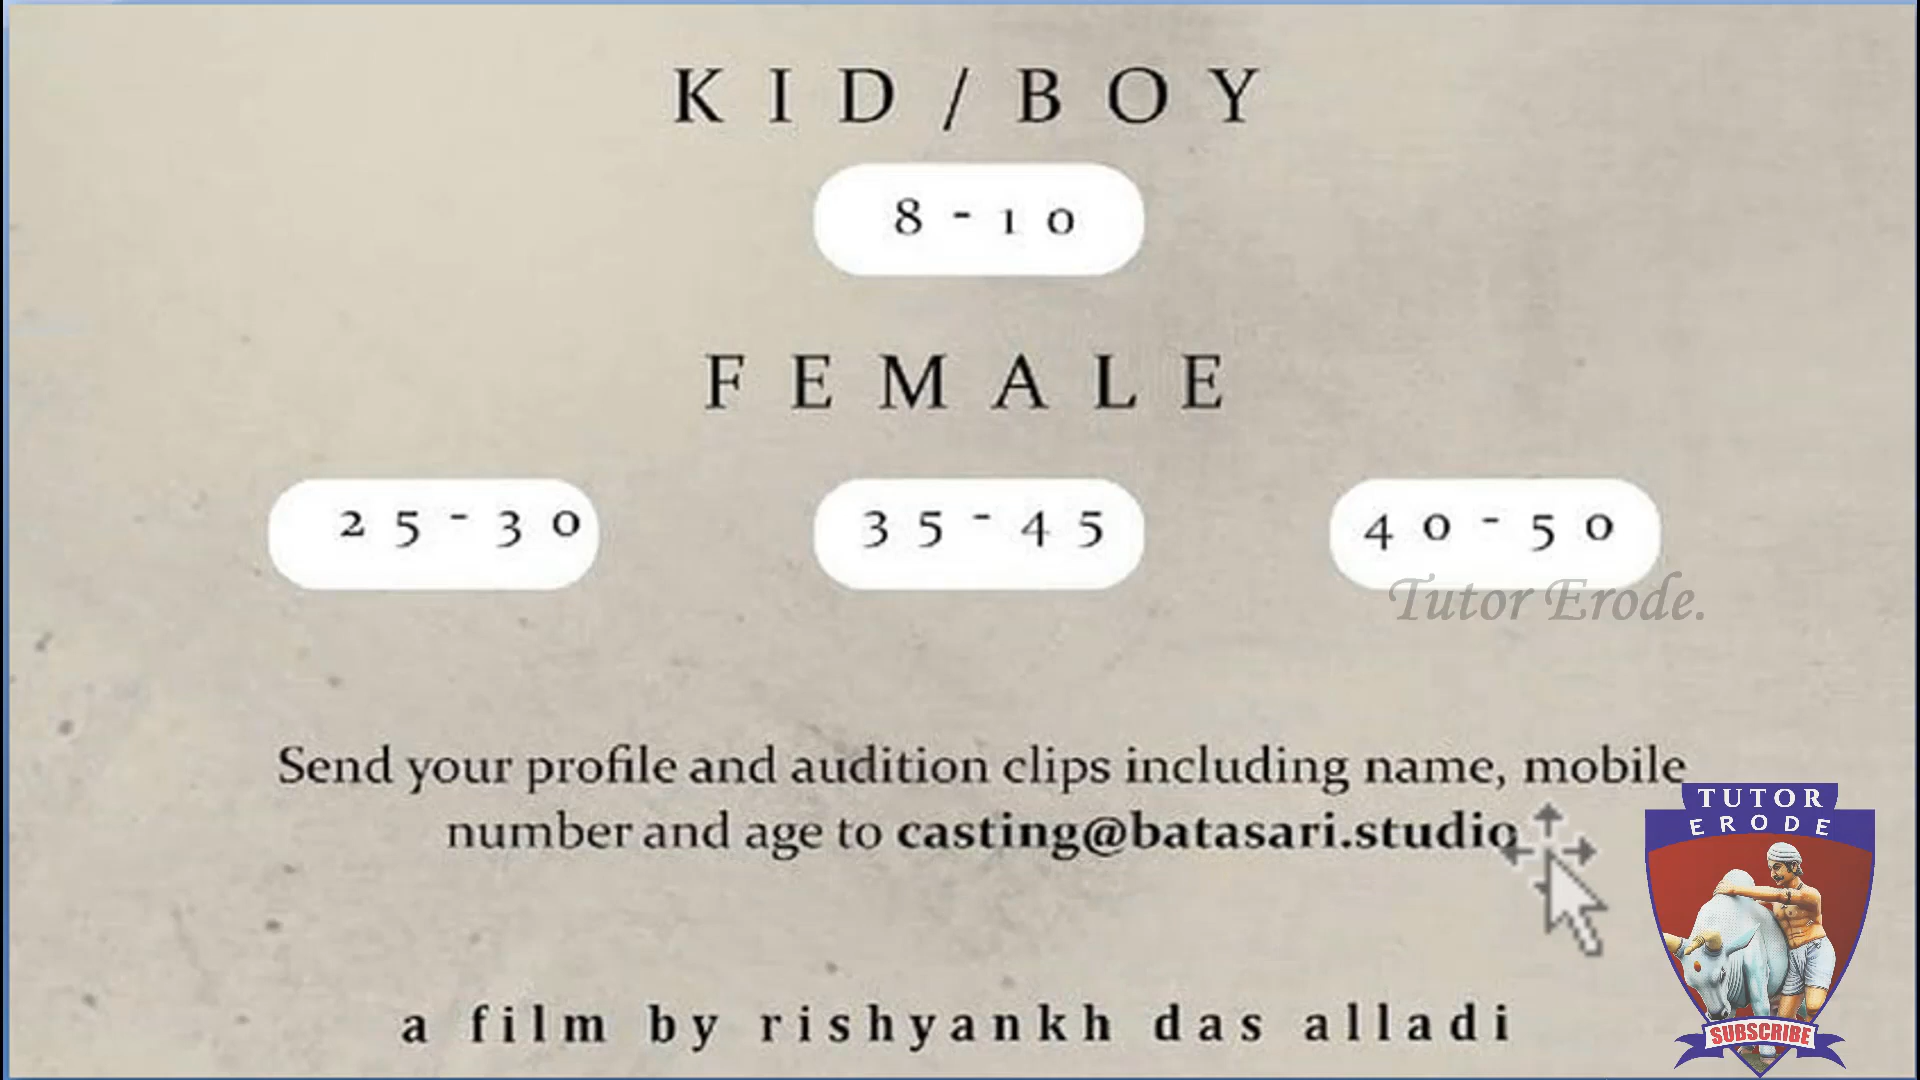 KID/BOY
8-10
FEMALE
25-30 35-45 40-50
Tutor Erode.
Send your profile and audition clips including name, mobile
number and age to casting@batasari.studio
a film by rishyankh das alladi
TUTOR
ERODE
SUBSCRIBE